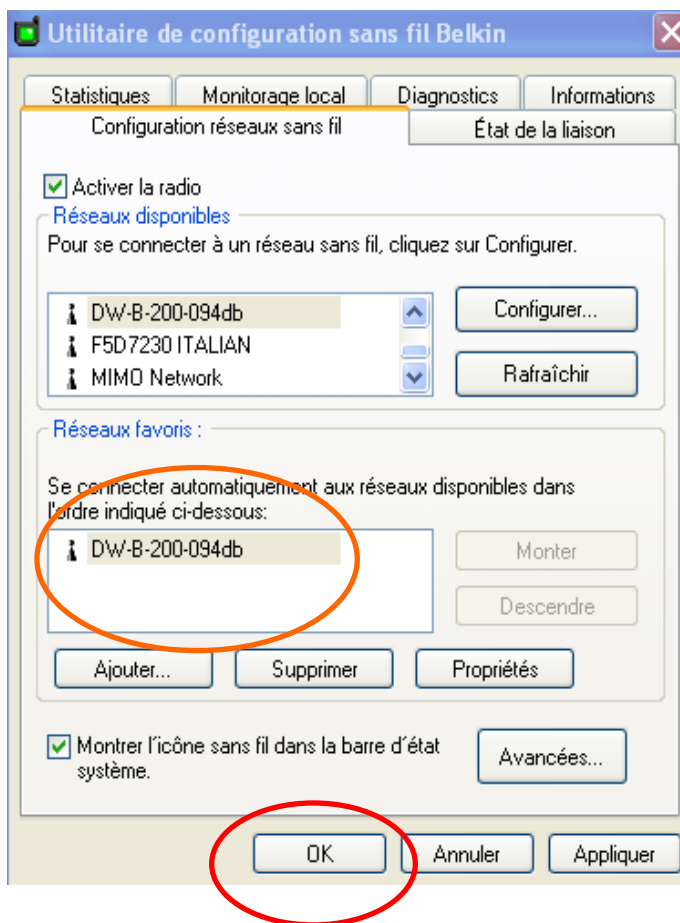 Utilitaire de configuration sans fil Belkin
Statistiques Monitorage local Diagnostics Informations
Configuration réseaux sans fil État de la liaison
Activer la radio
Réseaux disponibles
Pour se connecter à un réseau sans fil, cliquez sur Configurer.
DW-B-200-094db
F5D7230 ITALIAN
MIMO Network
Configurer...
Rafraîchir
Réseaux favoris :
Se connecter automatiquement aux réseaux disponibles dans
l'ordre indiqué ci-dessous:
DW-B-200-094db
Monter
Descendre
Ajouter... Supprimer Propriétés
Montrer l'icône sans fil dans la barre d'état
système.
Avancées...
OK Annuler Appliquer